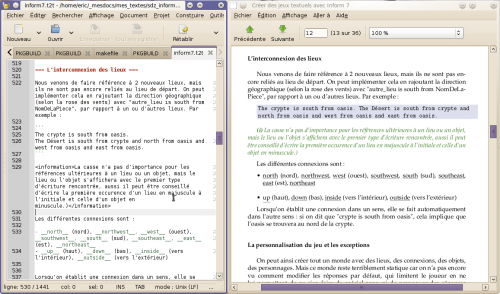 inform7.t2t - /home/eric/_mesdocs/mes_textes/sdz_inform...
Fichier Editer Rechercher Affichage Document Projet Construire Outils
Nouveau Ouvrir Rétablir
PKGBUILD PKGBUILD makefile PKGBUILD inform7.t2t
519
520
521 === L'interconnexion des lieux ===
522 Nous venons de faire référence à 2 nouveaux lieux, mais
ils ne sont pas encore relés au lieu de départ. On peut
implémenter cela en rajoutant la direction géographique
(selon la rose des vents) avec "autre_lieu is south from
NomDeLaPiece", par rapport à un ou d'autres lieux. Par
exemple :
523
524
525 The crypte is south from oasis.
526 The Désert is south from crypte and north from oasis and
west from oasis and east from oasis.
527
528
529 <information>La casse n'a pas d'importance pour les
références ultérieures à un lieu ou un objet, mais le
lieu ou l'objet s'affichera avec le premier type
d'écriture rencontrée, aussi il peut être conseillé
d'écrire la première occurence d'un lieu en majuscule à
l'initiale et celle d'un objet en
minuscule.)</information>
530
531 Les différentes connexions sont :
532
533 - __north__ (nord), __northwest__, __west__ (ouest),
__southwest__, __south__ (sud), __southeast__, __east__
(est), __northeast__
534 - __up__ (haut), __down__ (bas), __inside__ (vers
l'intérieur), __outside__ (vers l'extérieur)
535
536
537 Lorsqu'on établit une connexion dans un sens, elle se
ligne: 530 / 1441 col: 0 sel: 0 INS TAB mode : Unix (LF)
Créer des jeux textuels avec Inform 7
Fichier Édition Affichage Aller à Aide
Précédente Suivante 12 (13 sur 36) 100 %
L'interconnexion des lieux
Nous venons de faire référence à 2 nouveaux lieux, mais ils ne sont pas en-
core relés au lieu de départ. On peut implémenter cela en rajoutant la direction
géographique (selon la rose des vents) avec "autre_lieu is south from NomDeLa-
Piece", par rapport à un ou d'autres lieux. Par exemple :
The crypte is south from oasis. The Désert is south from crypte and
north from oasis and west from oasis and east from oasis.
(i) La casse n'a pas d'importance pour les références ultérieures à un lieu ou un objet,
mais le lieu ou l'objet s'affichera avec le premier type d'écriture rencontrée, aussi il peut
être conseillé d'écrire la première occurence d'un lieu en majuscule à l'initiale et celle d'un
objet en minuscule.)
Les différentes connexions sont :
• north (nord), northwest, west (ouest), southwest, south (sud), southeast,
east (est), northeast
• up (haut), down (bas), inside (vers l'intérieur), outside (vers l'extérieur)
Lorsqu'on établit une connexion dans un sens, elle se fait automatiquement
dans l'autre sens : si on dit que "crypte is south from oasis", cela implique que
l'oasis se trouvera au nord de la crypte.
La personnalisation du jeu et les exceptions
On peut ainsi créer tout un monde avec des lieux, des connexions, des objets,
des personnages. Mais ce monde reste terriblement statique car on n'a pas encore
vu comment modifier les réponses par défaut, qui limitent le joueur en ne